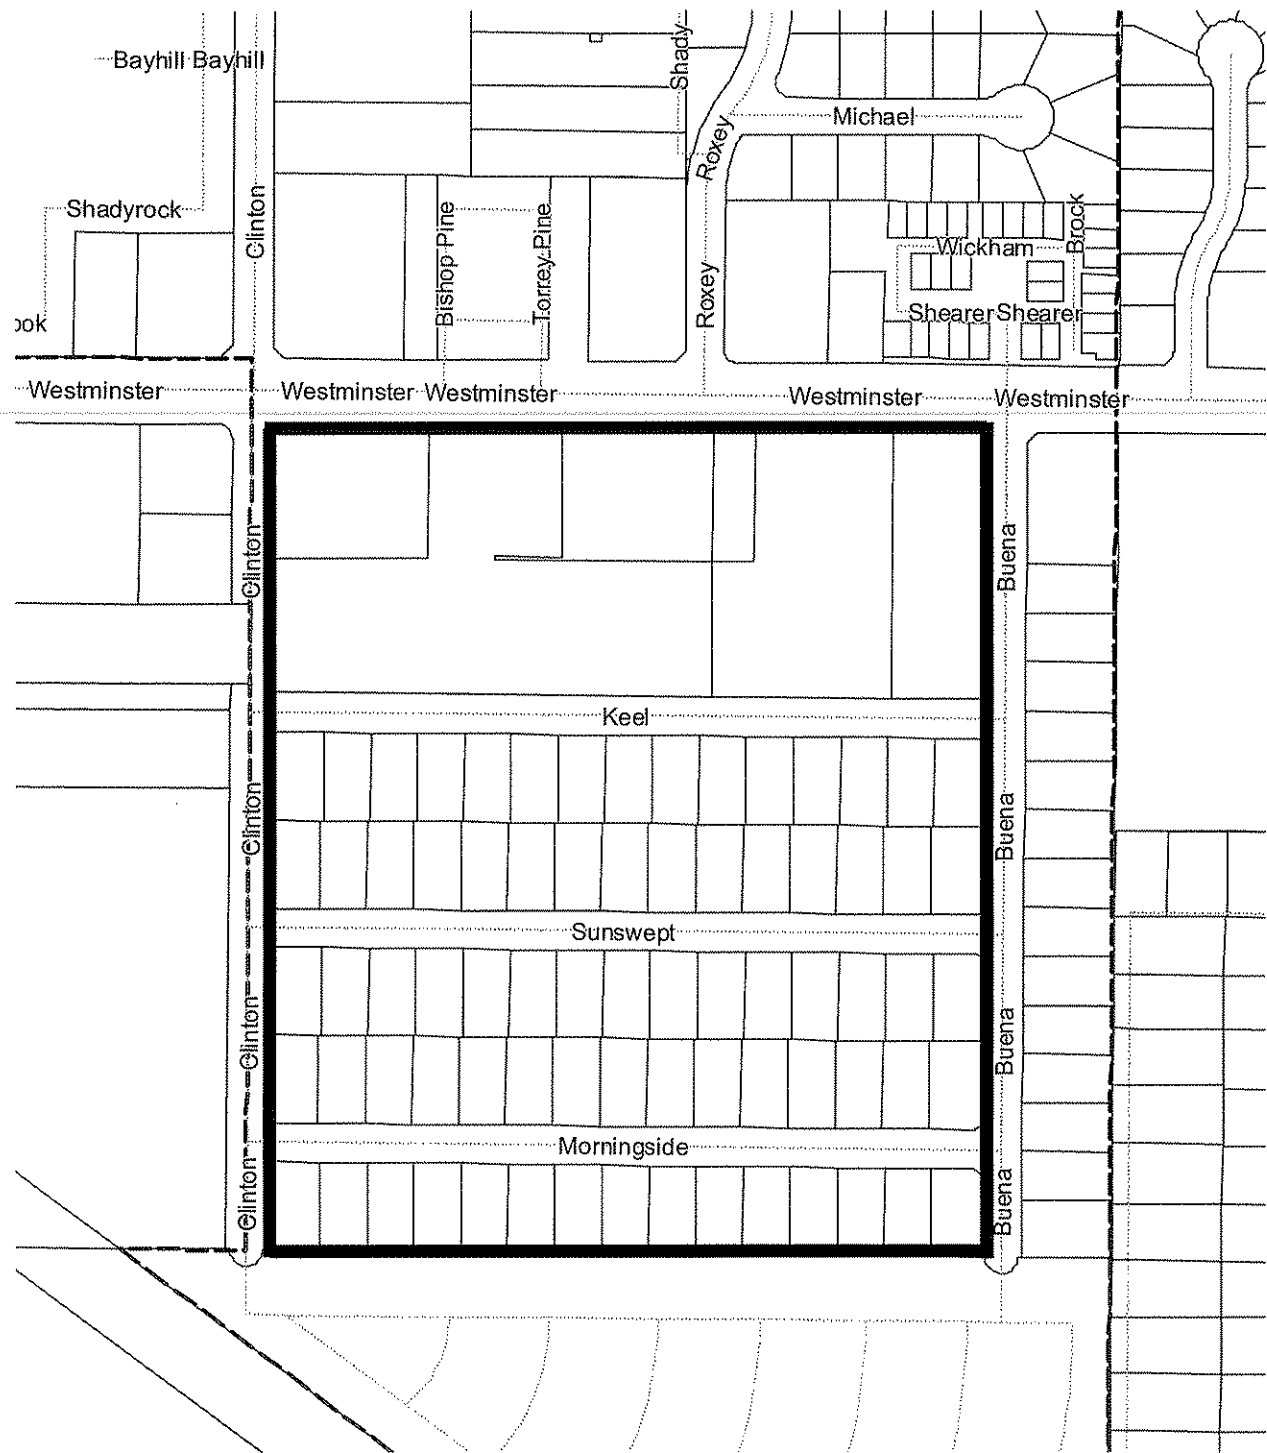 Shady
Bayhill Bayhill
Michael
Roxey
Shadyrock
Clinton
Bishop Pine
Torrey Pine
Brock
Wickham
Roxey
Shearer Shearer
ook
Westminster
Westminster Westminster
Westminster
Westminster
Clinton
Buena
Keel
Clinton
Buena
Sunswept
Clinton
Buena
Morningside
Clinton
Buena